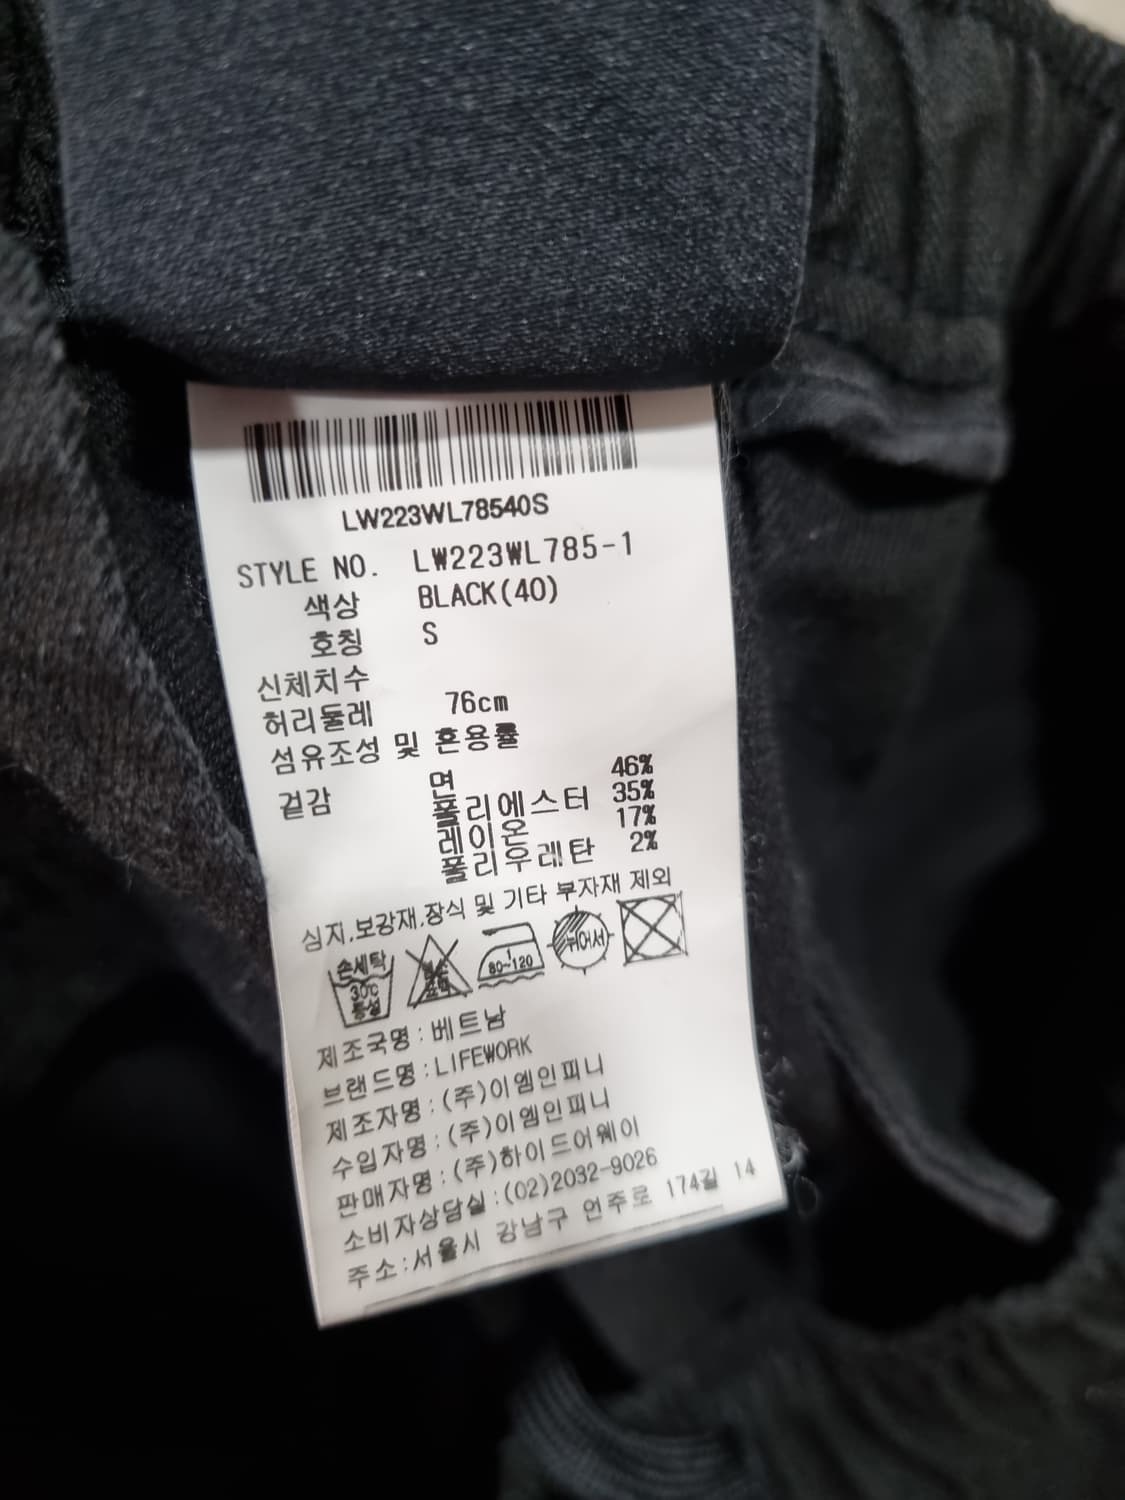 LW223WL78540S
STYLE NO. LW223WL785-1
색상 BLACK(40)
호칭 S
신체치수
허리둘레 76cm
섬유조성 및 혼용률
겉감 면 46%
폴리에스터 35%
레이온 17%
폴리우레탄 2%
심지,보강재,장식 및 기타 부자재 제외
손세탁 30℃ 중성
염소 표백
80~120
뉘어서
제조국명:베트남
브랜드명:LIFEWORK
제조자명:(주)이엠인피니
수입자명:(주)이엠인피니
판매자명:(주)하이드어웨이
소비자상담실:(02)2032-9026
주소:서울시 강남구 언주로 174길 14